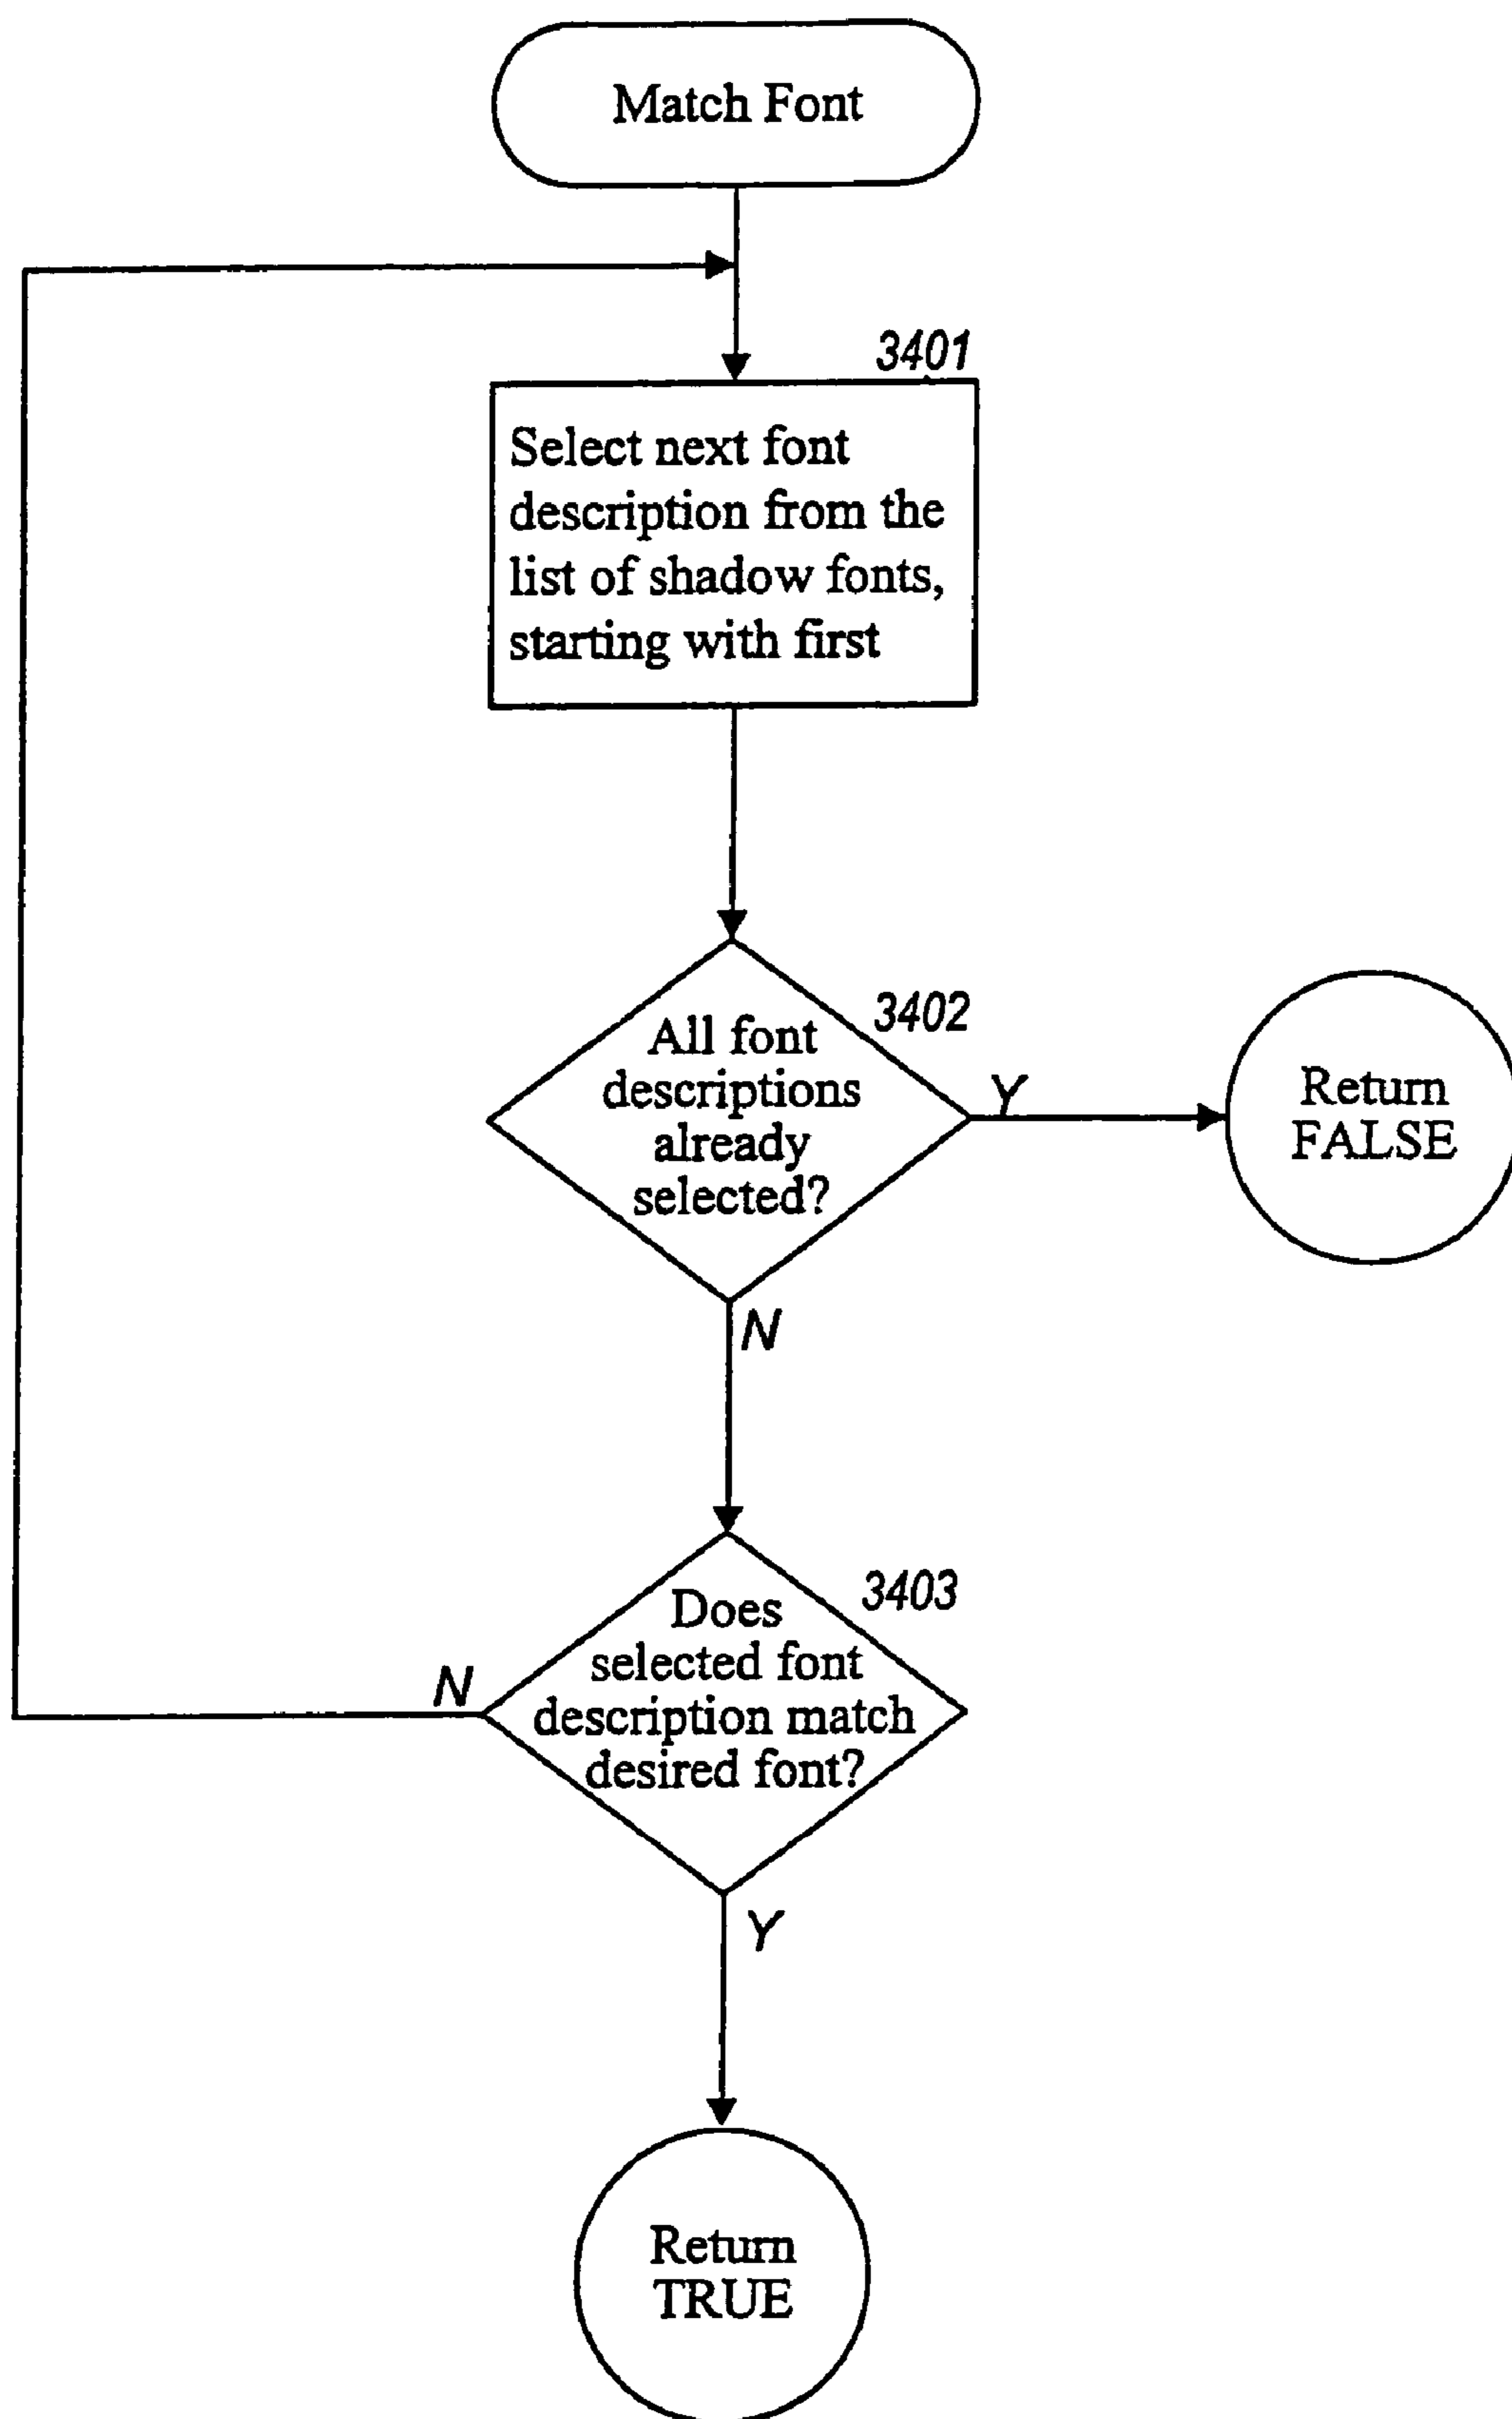 Match Font
3401
Select next font
description from the
list of shadow fonts,
starting with first
3402
All font
descriptions
already
selected?
Y
Return
FALSE
N
3403
Does
selected font
description match
desired font?
N
Y
Return
TRUE